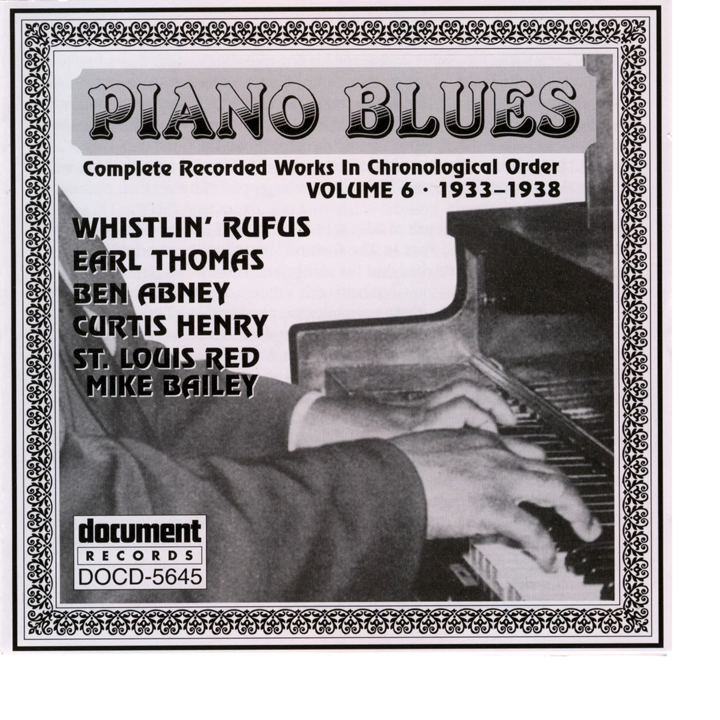 PIANO BLUES
Complete Recorded Works In Chronological Order
VOLUME 6 · 1933–1938
WHISTLIN' RUFUS
EARL THOMAS
BEN ABNEY
CURTIS HENRY
ST. LOUIS RED
MIKE BAILEY
document
RECORDS
DOCD-5645